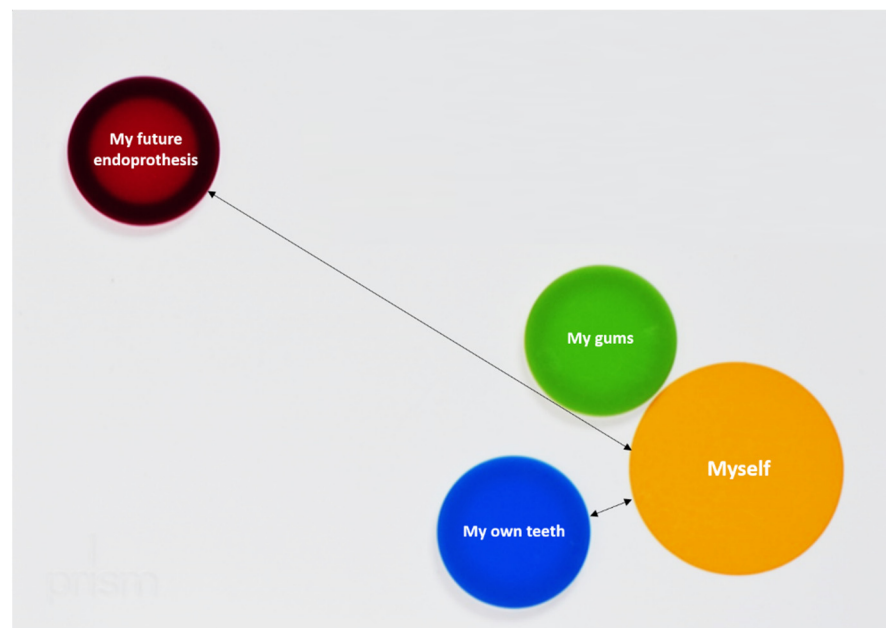 My future
endoprothesis
My gums
Myself
My own teeth
prism